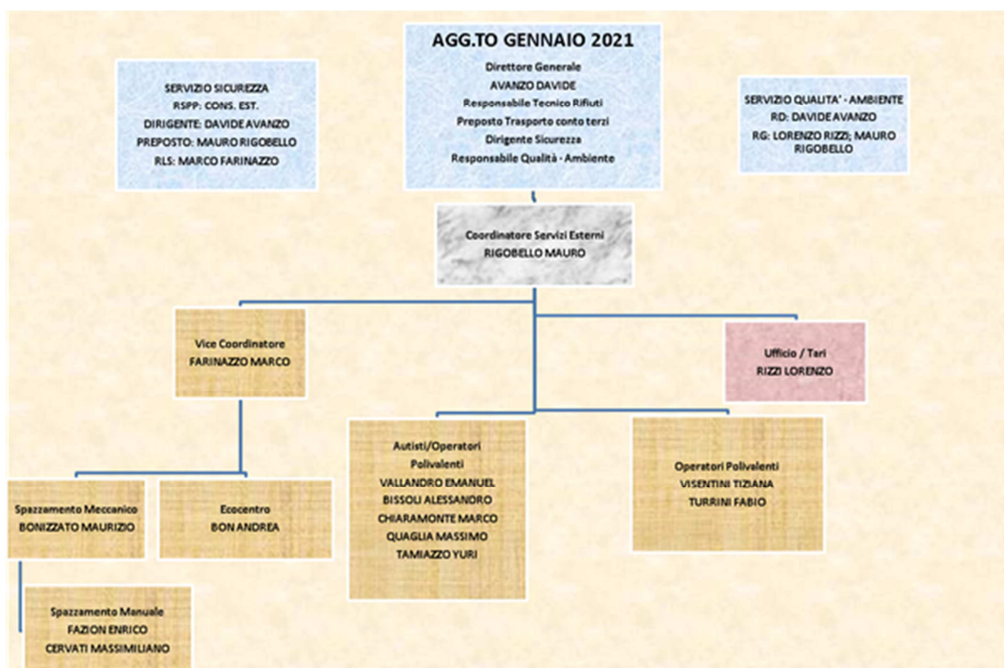 AGG.TO GENNAIO 2021
Direttore Generale
AVANZO DAVIDE
Responsabile Tecnico Rifiuti
Preposto Trasporto conto terzi
Dirigente Sicurezza
Responsabile Qualità - Ambiente
SERVIZIO SICUREZZA
RSPP: CONS. EST.
DIRIGENTE: DAVIDE AVANZO
PREPOSTO: MAURO RIGOBELLO
RLS: MARCO FARINAZZO
SERVIZIO QUALITA' - AMBIENTE
RD: DAVIDE AVANZO
RG: LORENZO RIZZI; MAURO
RIGOBELLO
Coordinatore Servizi Esterni
RIGOBELLO MAURO
Vice Coordinatore
FARINAZZO MARCO
Ufficio / Tari
RIZZI LORENZO
Autisti/Operatori
Polivalenti
VALLANDRO EMANUEL
BISSOLI ALESSANDRO
CHIARAMONTE MARCO
QUAGLIA MASSIMO
TAMIAZZO YURI
Operatori Polivalenti
VISENTINI TIZIANA
TURRINI FABIO
Spazzamento Meccanico
BONIZZATO MAURIZIO
Ecocentro
BON ANDREA
Spazzamento Manuale
FAZION ENRICO
CERVATI MASSIMILIANO